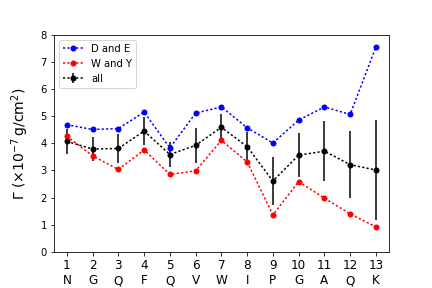 8
7
6
5
4
3
2
1
0
Γ (×10⁻⁷ g/cm²)
D and E
W and Y
all
1 2 3 4 5 6 7 8 9 10 11 12 13
N G Q F Q V W I P G A Q K